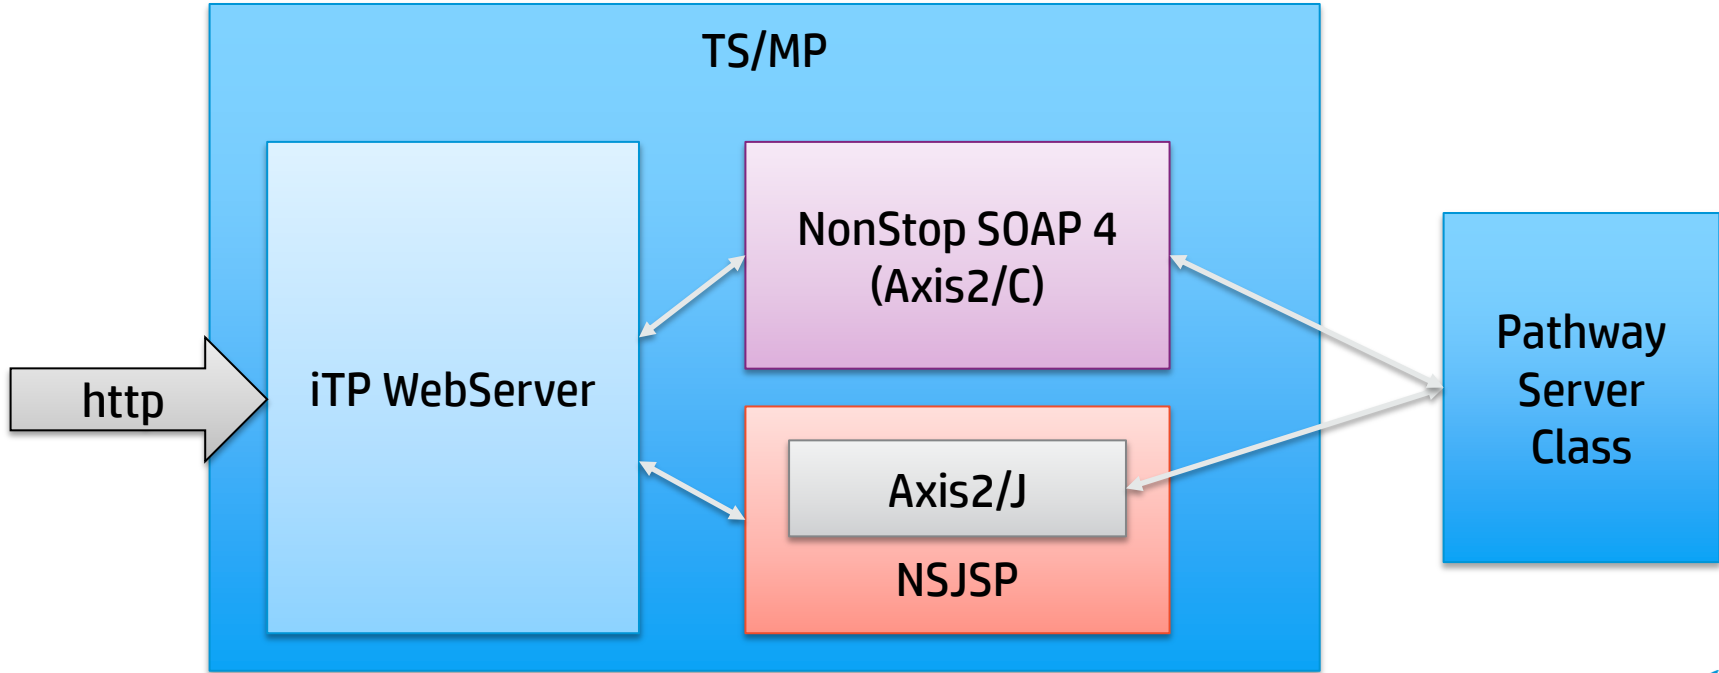 TS/MP
http
iTP WebServer
NonStop SOAP 4
(Axis2/C)
Axis2/J
NSJSP
Pathway
Server
Class